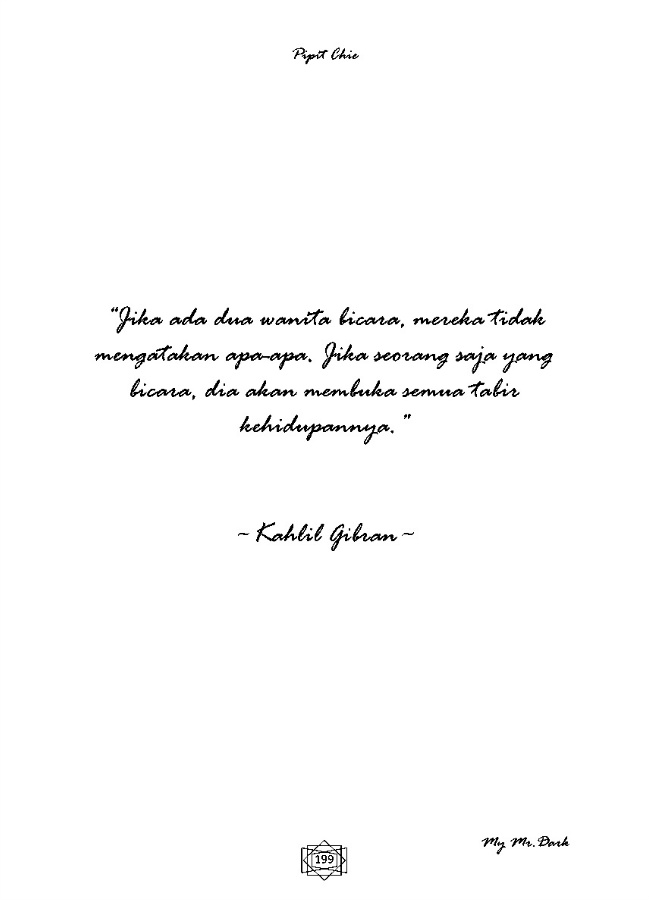 Pipit Chie
"Jika ada dua wanita bicara, mereka tidak
mengatakan apa-apa. Jika seorang saja yang
bicara, dia akan membuka semua tabir
kehidupannya."
~ Kahlil Gibran ~
My Mr. Dark
199